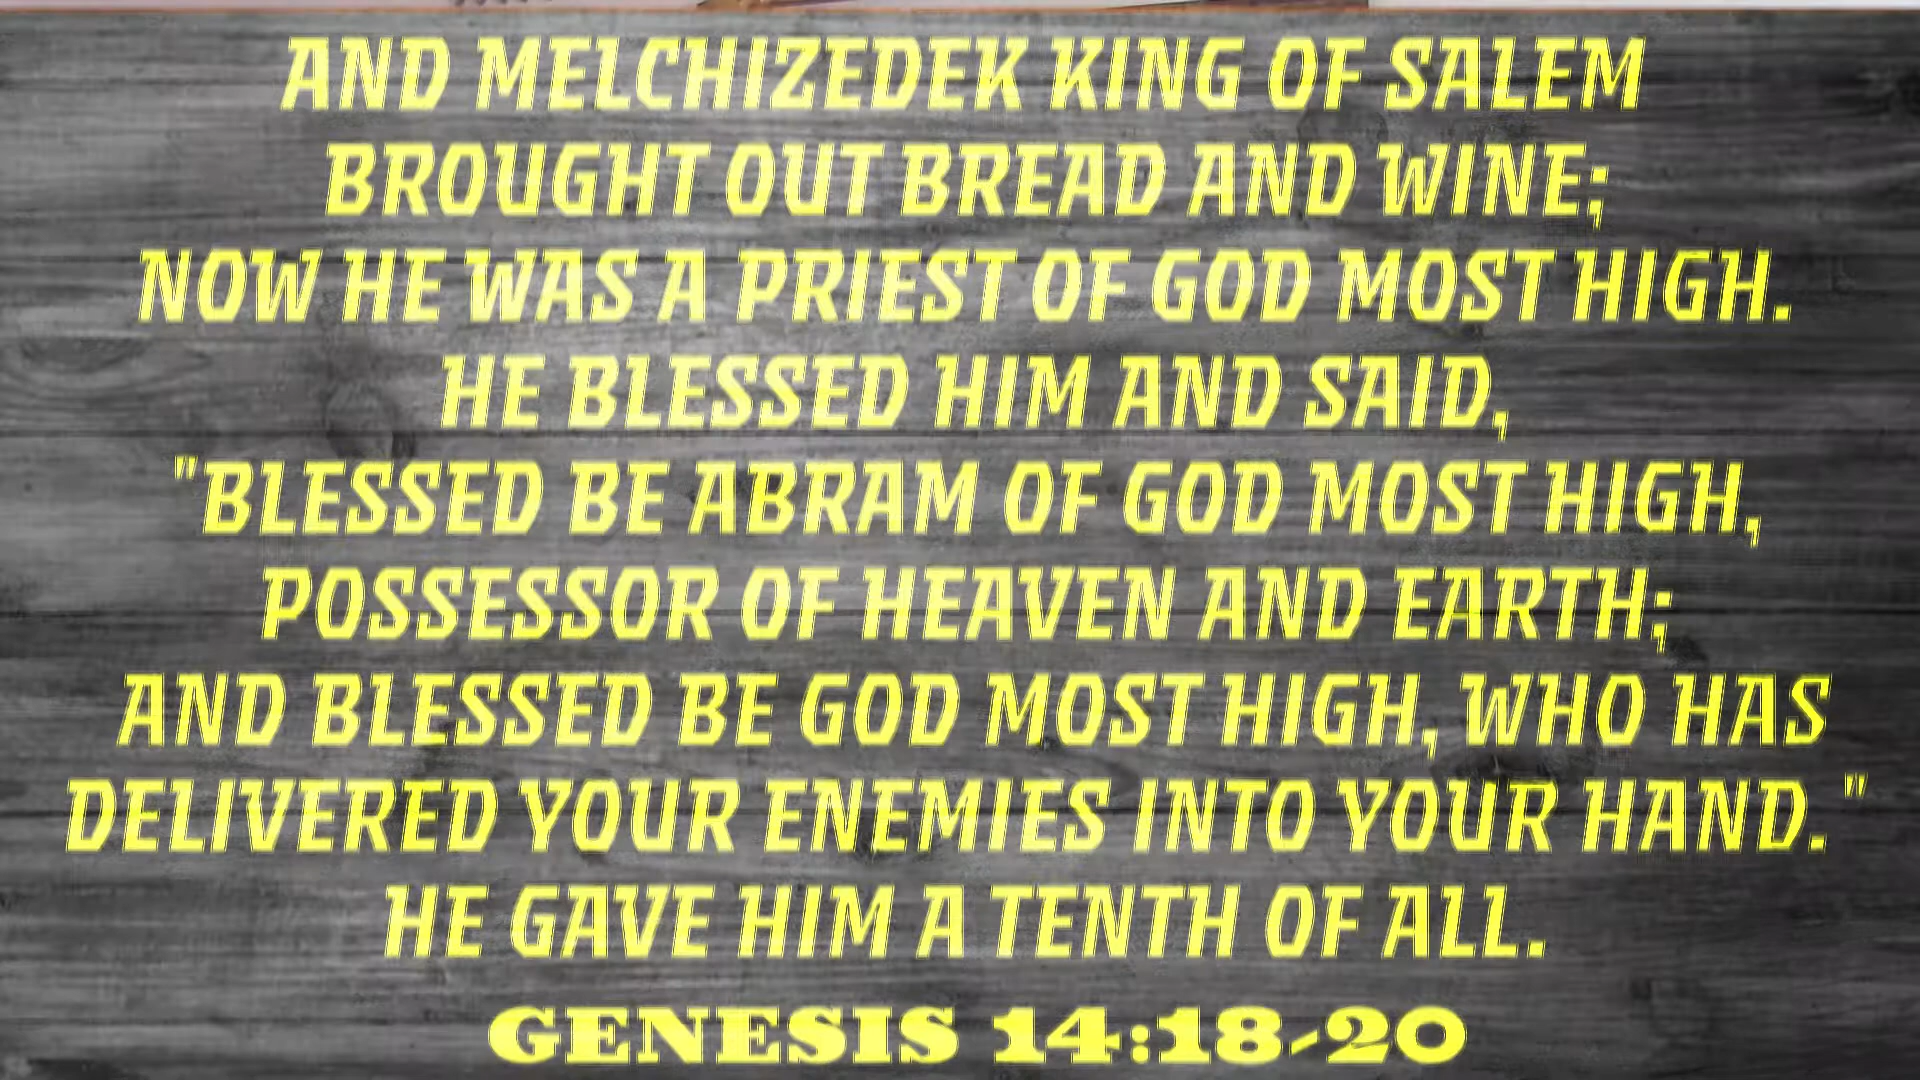 AND MELCHIZEDEK KING OF SALEM
BROUGHT OUT BREAD AND WINE;
NOW HE WAS A PRIEST OF GOD MOST HIGH.
HE BLESSED HIM AND SAID,
"BLESSED BE ABRAM OF GOD MOST HIGH,
POSSESSOR OF HEAVEN AND EARTH;
AND BLESSED BE GOD MOST HIGH, WHO HAS
DELIVERED YOUR ENEMIES INTO YOUR HAND."
HE GAVE HIM A TENTH OF ALL.
GENESIS 14:18-20